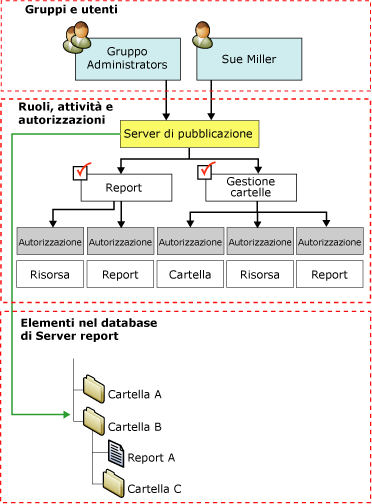 Gruppi e utenti
Gruppo
Administrators
Sue Miller
Ruoli, attività e
autorizzazioni
Server di pubblicazione
Report
Gestione
cartelle
Autorizzazione
Autorizzazione
Autorizzazione
Autorizzazione
Autorizzazione
Risorsa
Report
Cartella
Risorsa
Report
Elementi nel database
di Server report
Cartella A
Cartella B
Report A
Cartella C